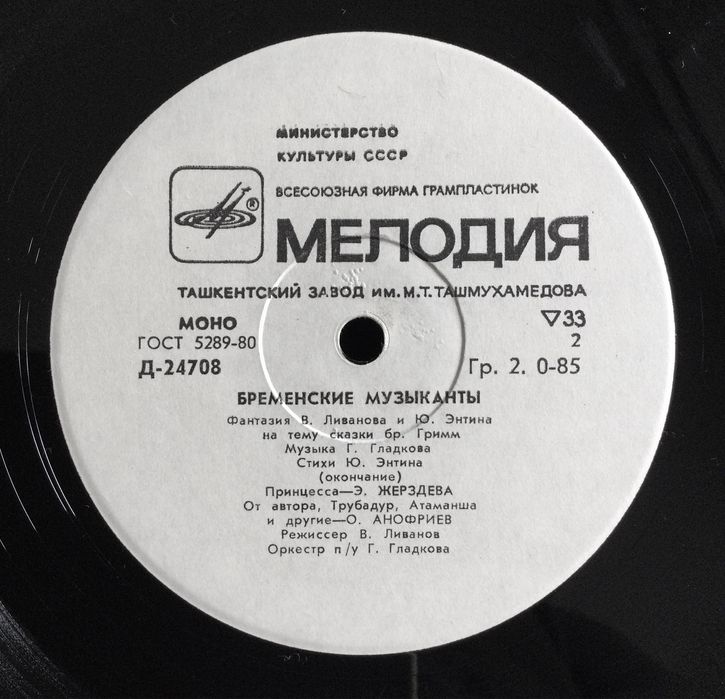 МИНИСТЕРСТВО
КУЛЬТУРЫ СССР
ВСЕСОЮЗНАЯ ФИРМА ГРАМПЛАСТИНОК
®
МЕЛОДИЯ
ТАШКЕНТСКИЙ ЗАВОД ИМ. М.Т. ТАШМУХАМЕДОВА
МОНО ▽33
ГОСТ 5289-80 2
Д-24708 Гр. 2. 0-85
БРЕМЕНСКИЕ МУЗЫКАНТЫ
Фантазия В. Ливанова и Ю. Энтина
на тему сказки бр. Гримм
Музыка Г. Гладкова
Стихи Ю. Энтина
(окончание)
Принцесса—Э. ЖЕРЗДЕВА
От автора, Трубадур, Атаманша
и другие—О. АНОФРИЕВ
Режиссер В. Ливанов
Оркестр п/у Г. Гладкова